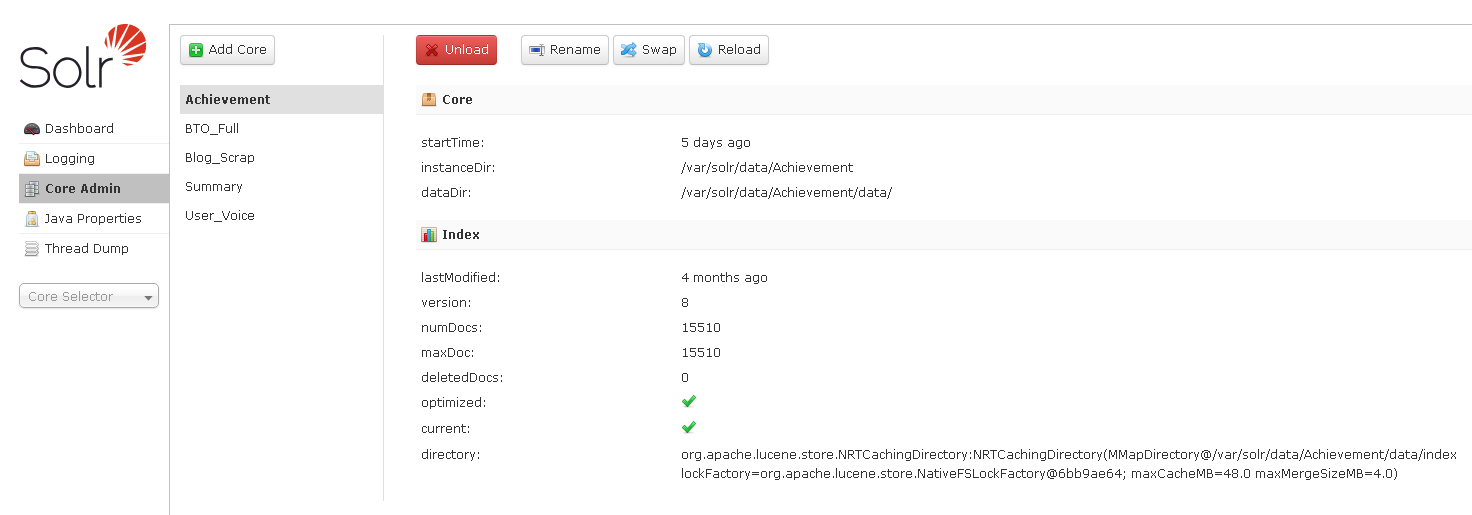 Solr
Dashboard
Logging
Core Admin
Java Properties
Thread Dump
Core Selector
Add Core
Achievement
BTO_Full
Blog_Scrap
Summary
User_Voice
Unload Rename Swap Reload
Core
startTime: 5 days ago
instanceDir: /var/solr/data/Achievement
dataDir: /var/solr/data/Achievement/data/
Index
lastModified: 4 months ago
version: 8
numDocs: 15510
maxDoc: 15510
deletedDocs: 0
optimized:
current:
directory: org.apache.lucene.store.NRTCachingDirectory:NRTCachingDirectory(MMapDirectory@/var/solr/data/Achievement/data/index
lockFactory=org.apache.lucene.store.NativeFSLockFactory@6bb9ae64; maxCacheMB=48.0 maxMergeSizeMB=4.0)